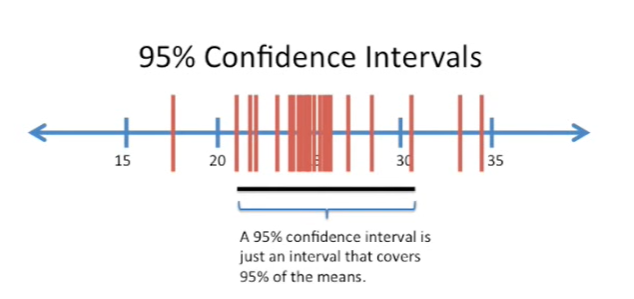 95% Confidence Intervals
15 20 30 35
A 95% confidence interval is
just an interval that covers
95% of the means.